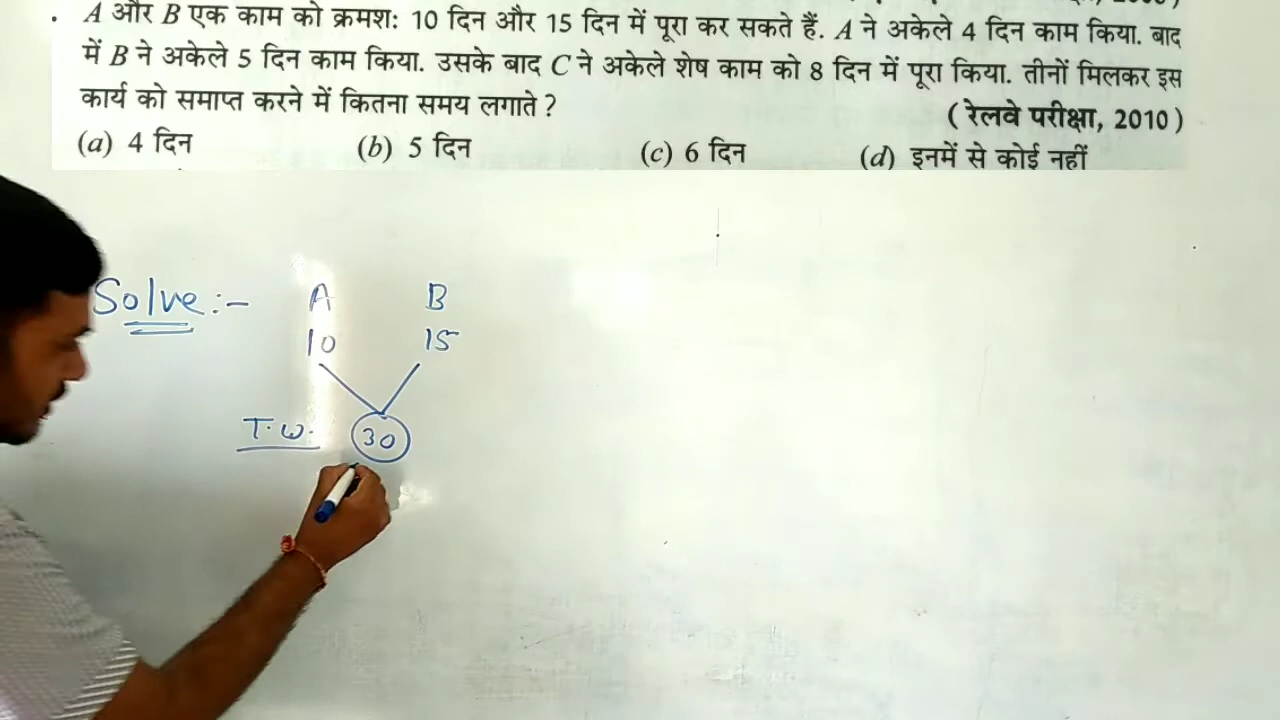 . A और B एक काम को क्रमशः 10 दिन और 15 दिन में पूरा कर सकते हैं. A ने अकेले 4 दिन काम किया. बाद
में B ने अकेले 5 दिन काम किया. उसके बाद C ने अकेले शेष काम को 8 दिन में पूरा किया. तीनों मिलकर इस
कार्य को समाप्त करने में कितना समय लगाते ?
( रेलवे परीक्षा, 2010 )
(a) 4 दिन (b) 5 दिन (c) 6 दिन (d) इनमें से कोई नहीं
Solve :- A B
10 15
T.W. 30